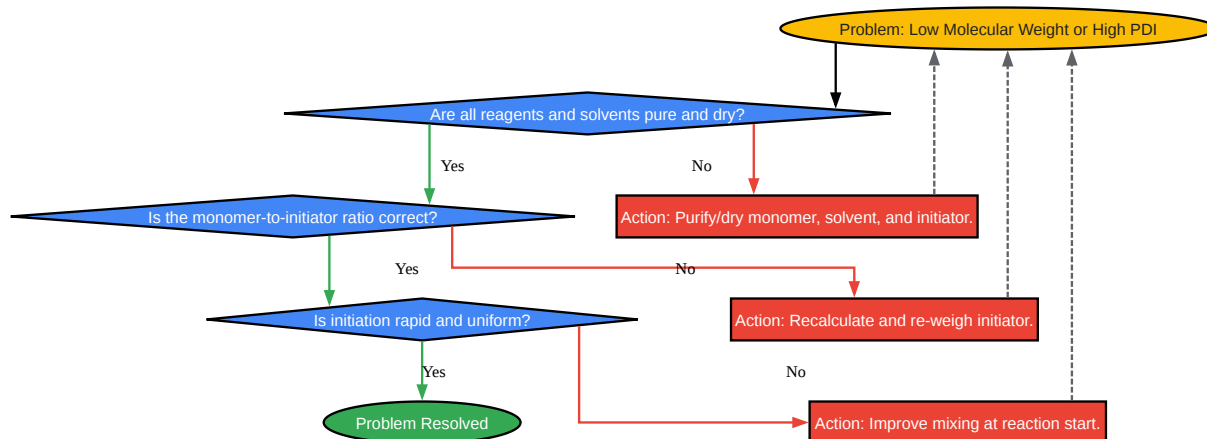 Problem: Low Molecular Weight or High PDI
Are all reagents and solvents pure and dry?
Yes
No
Is the monomer-to-initiator ratio correct?
Action: Purify/dry monomer, solvent, and initiator.
Yes
No
Is initiation rapid and uniform?
Action: Recalculate and re-weigh initiator.
Yes
No
Problem Resolved
Action: Improve mixing at reaction start.